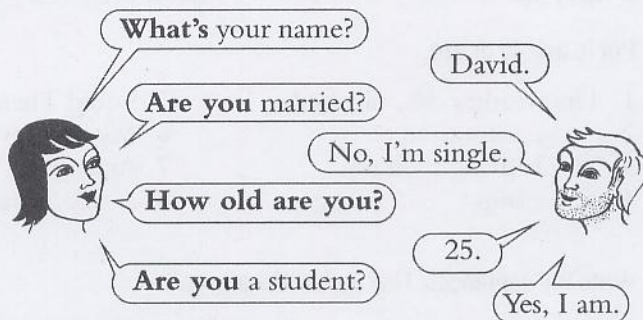 What's your name?
David.
Are you married?
No, I'm single.
How old are you?
25.
Are you a student?
Yes, I am.